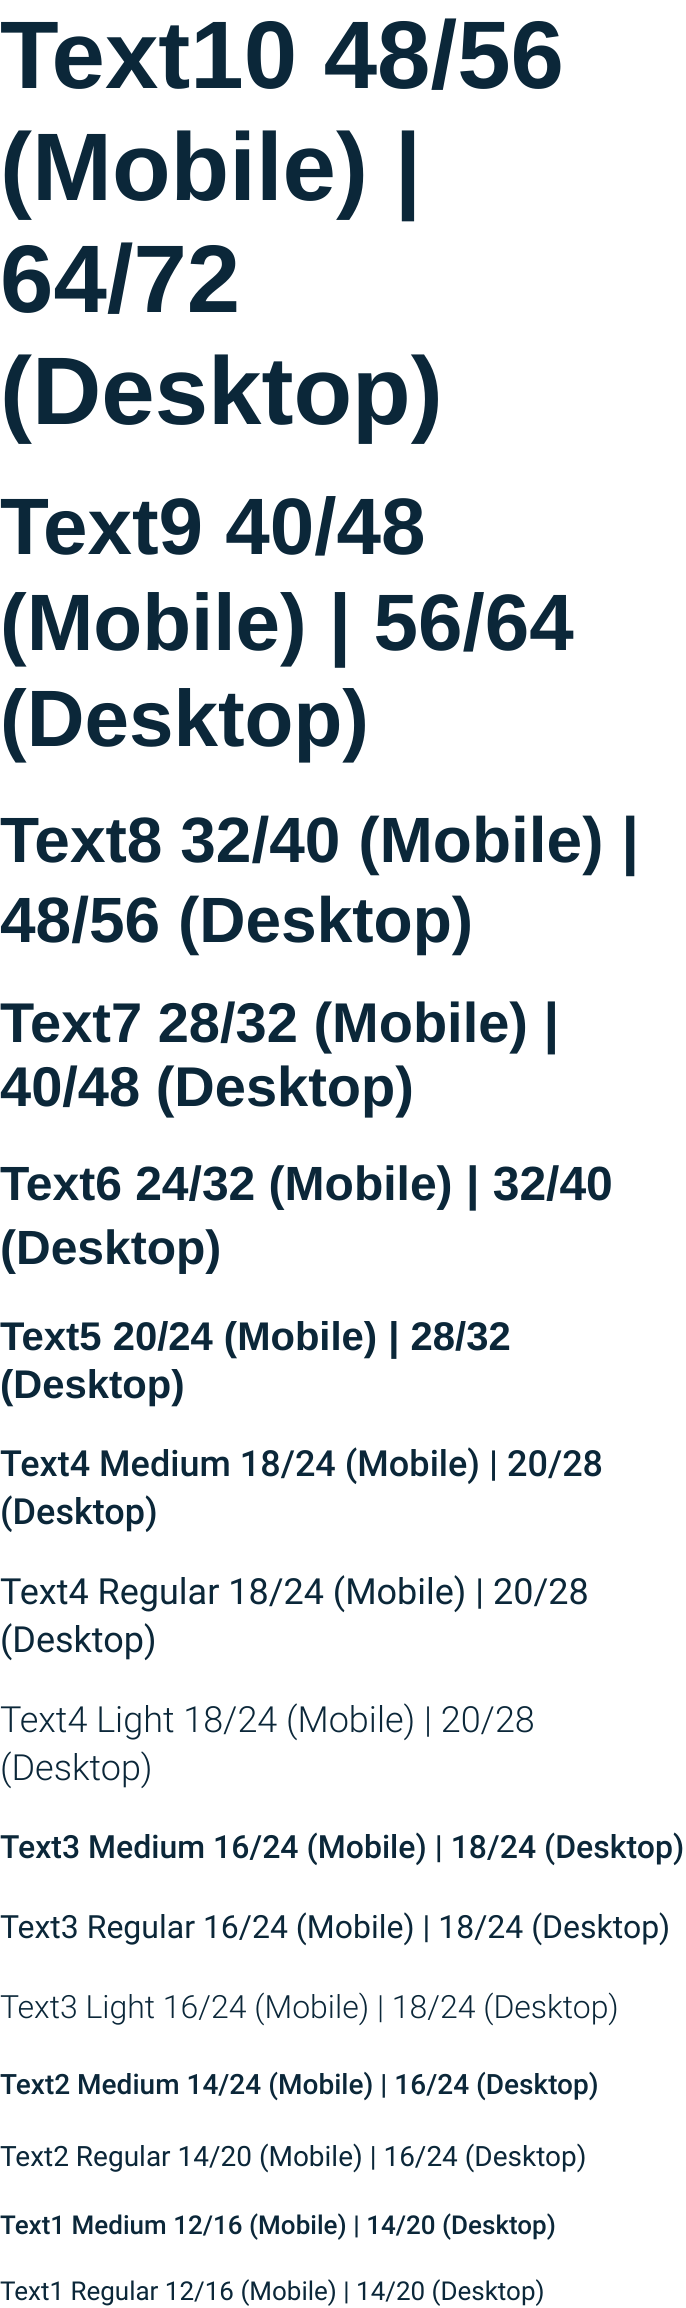 Text10 48/56
(Mobile) |
64/72
(Desktop)
Text9 40/48
(Mobile) | 56/64
(Desktop)
Text8 32/40 (Mobile) |
48/56 (Desktop)
Text7 28/32 (Mobile) |
40/48 (Desktop)
Text6 24/32 (Mobile) | 32/40
(Desktop)
Text5 20/24 (Mobile) | 28/32
(Desktop)
Text4 Medium 18/24 (Mobile) | 20/28
(Desktop)
Text4 Regular 18/24 (Mobile) | 20/28
(Desktop)
Text4 Light 18/24 (Mobile) | 20/28
(Desktop)
Text3 Medium 16/24 (Mobile) | 18/24 (Desktop)
Text3 Regular 16/24 (Mobile) | 18/24 (Desktop)
Text3 Light 16/24 (Mobile) | 18/24 (Desktop)
Text2 Medium 14/24 (Mobile) | 16/24 (Desktop)
Text2 Regular 14/20 (Mobile) | 16/24 (Desktop)
Text1 Medium 12/16 (Mobile) | 14/20 (Desktop)
Text1 Regular 12/16 (Mobile) | 14/20 (Desktop)